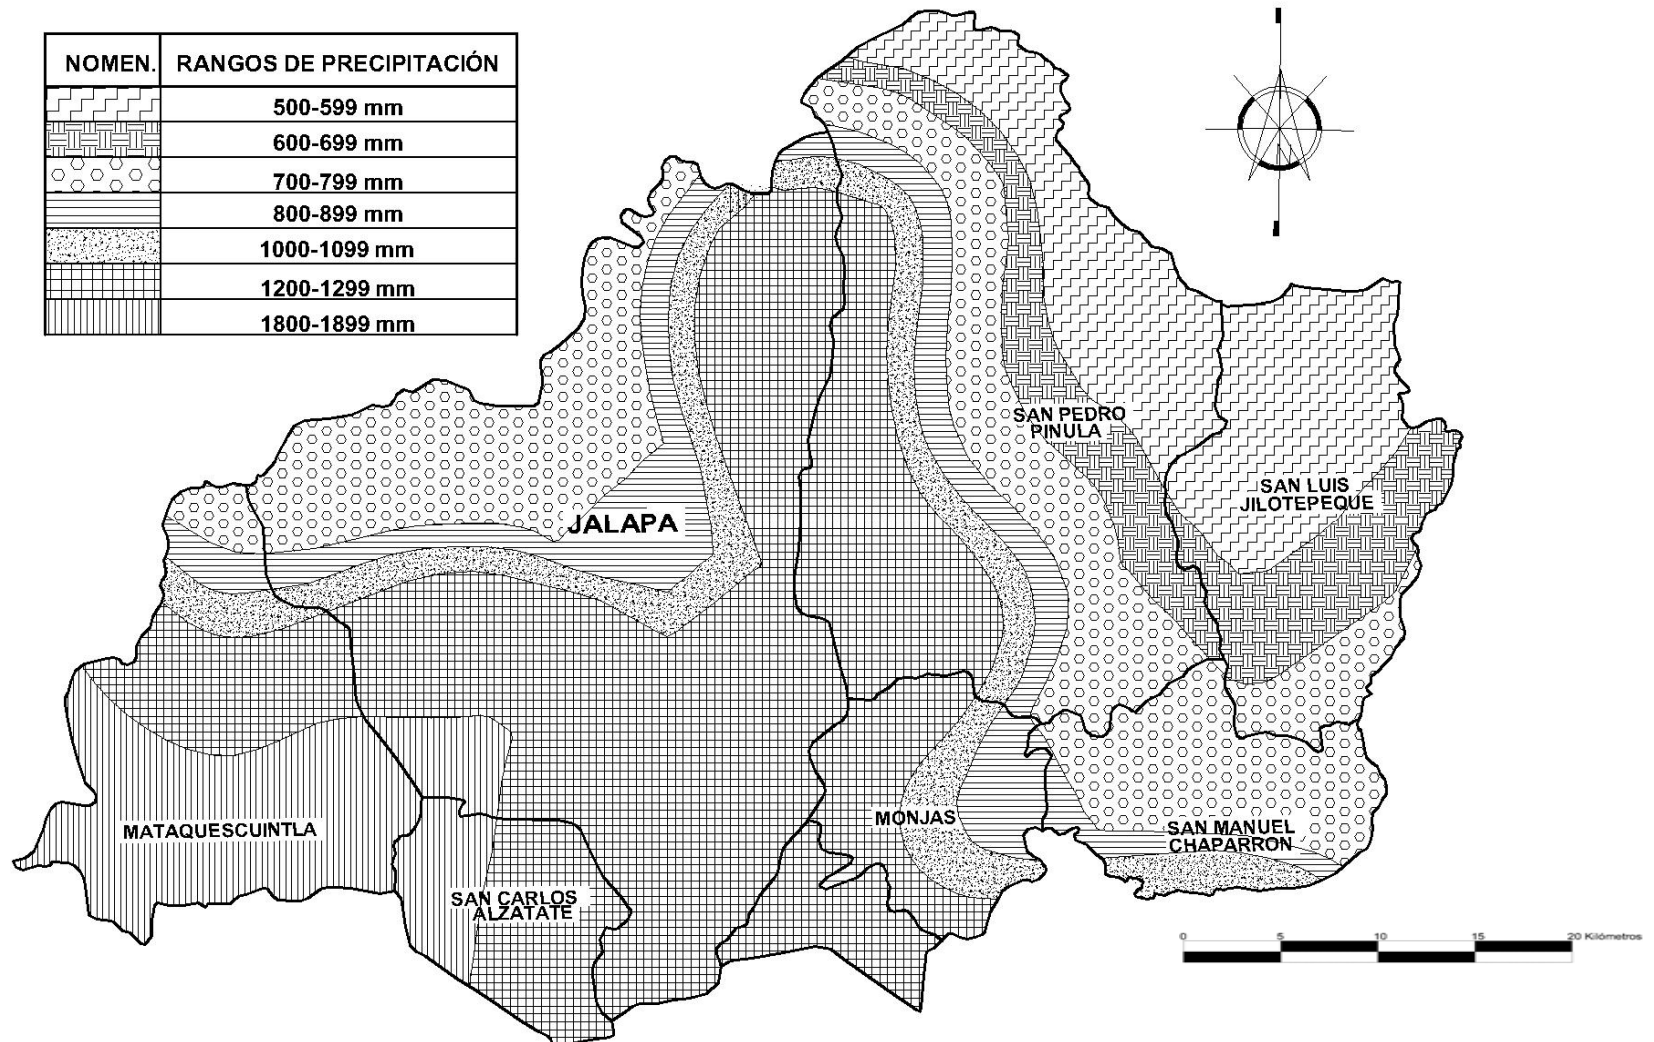 NOMEN. RANGOS DE PRECIPITACIÓN
500-599 mm
600-699 mm
700-799 mm
800-899 mm
1000-1099 mm
1200-1299 mm
1800-1899 mm
N
SAN PEDRO
PINULA
SAN LUIS
JILOTEPEQUE
JALAPA
MATAQUESCUINTLA
MONJAS
SAN MANUEL
CHAPARRON
SAN CARLOS
ALZATATE
0 5 10 15 20 Kilómetros